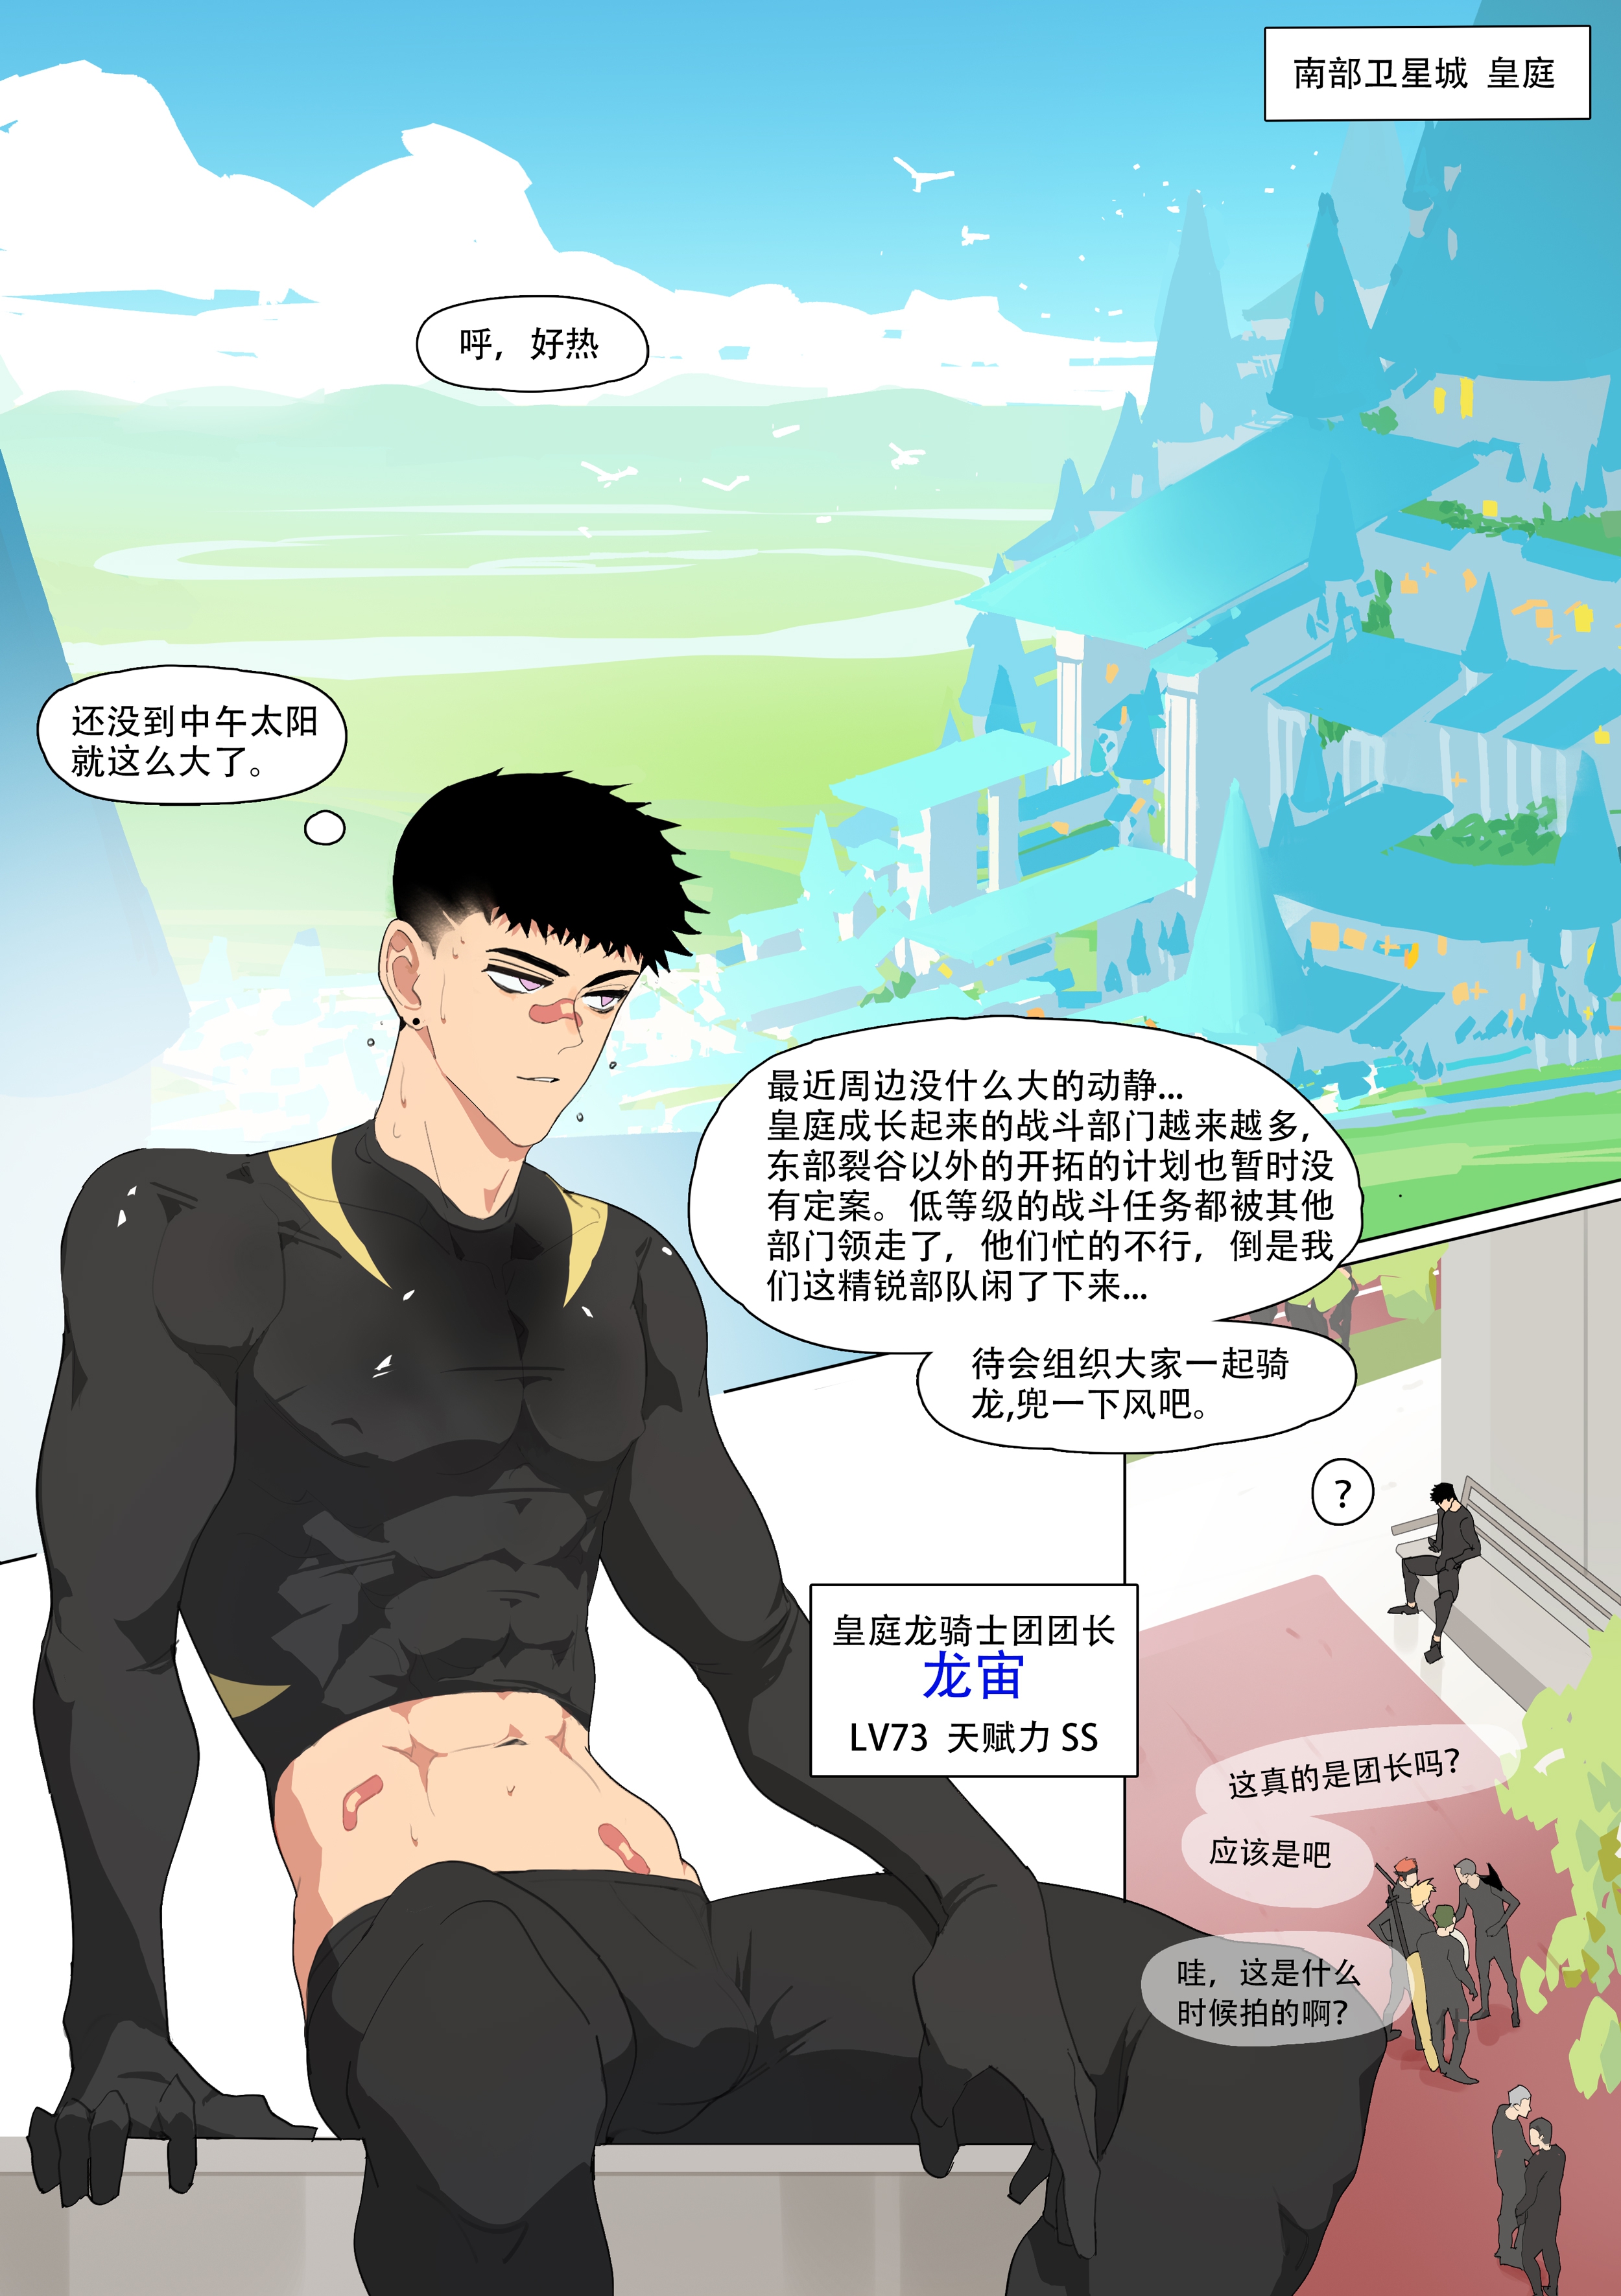 南部卫星城 皇庭
呼，好热
还没到中午太阳
就这么大了。
最近周边没什么大的动静...
皇庭成长起来的战斗部门越来越多，
东部裂谷以外的开拓的计划也暂时没
有定案。低等级的战斗任务都被其他
部门领走了，他们忙的不行，倒是我
们这精锐部队闲了下来...
待会组织大家一起骑
龙,兜一下风吧。
？
皇庭龙骑士团团长
龙宙
LV73 天赋力 SS
这真的是团长吗？
应该是吧
哇，这是什么
时候拍的啊？